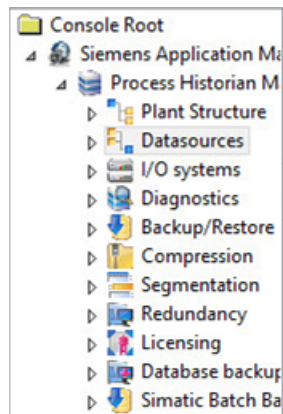 Console Root
Siemens Application Ma
Process Historian M
Plant Structure
Datasources
I/O systems
Diagnostics
Backup/Restore
Compression
Segmentation
Redundancy
Licensing
Database backup
Simatic Batch Ba